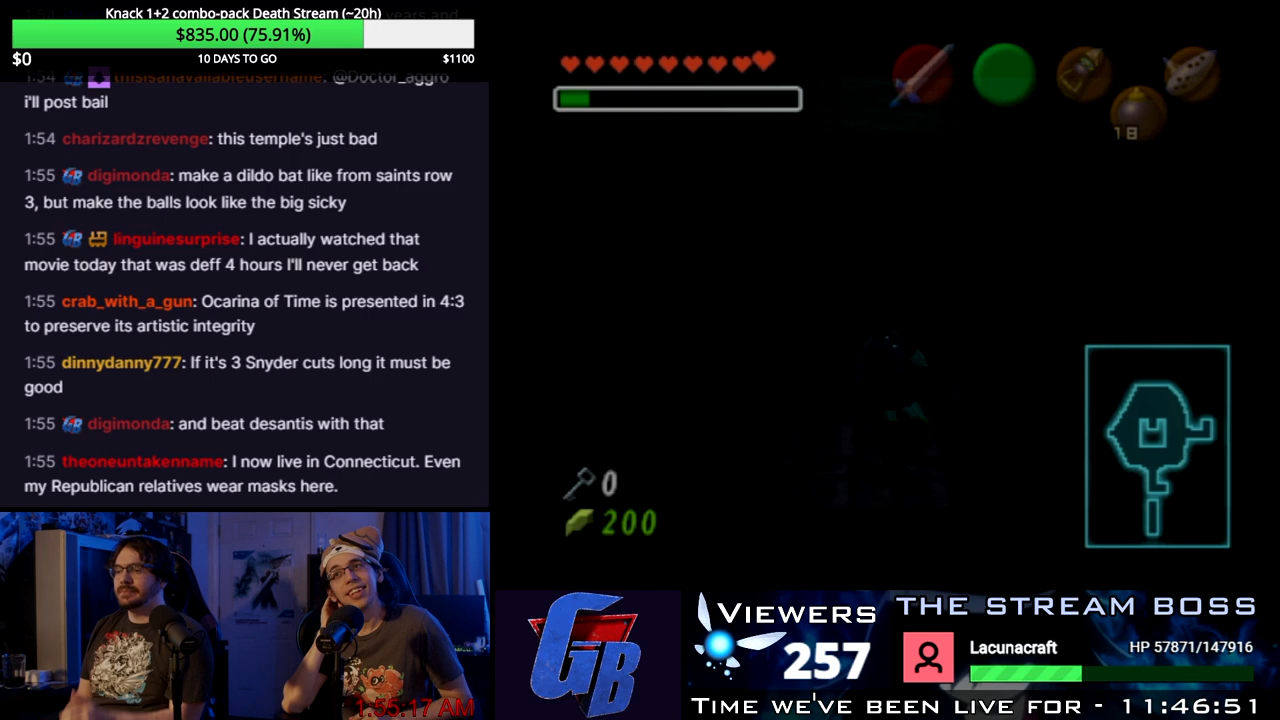 Knack 1+2 combo-pack Death Stream (~20h)
$835.00 (75.91%)
$0
10 DAYS TO GO
$1100
1:54 thisisanavailableusername: @Doctor_aggro
i'll post bail
1:54 charizardzrevenge: this temple's just bad
1:55 digimonda: make a dildo bat like from saints row
3, but make the balls look like the big sicky
1:55 linguinesurprise: I actually watched that
movie today that was deff 4 hours I'll never get back
1:55 crab_with_a_gun: Ocarina of Time is presented in 4:3
to preserve its artistic integrity
1:55 dinnydanny777: If it's 3 Snyder cuts long it must be
good
1:55 digimonda: and beat desantis with that
1:55 theoneuntakenname: I now live in Connecticut. Even
my Republican relatives wear masks here.
18
0
200
1:55:17 AM
GB
VIEWERS
257
THE STREAM BOSS
Lacunacraft
HP 57871/147916
TIME WE'VE BEEN LIVE FOR - 11:46:51